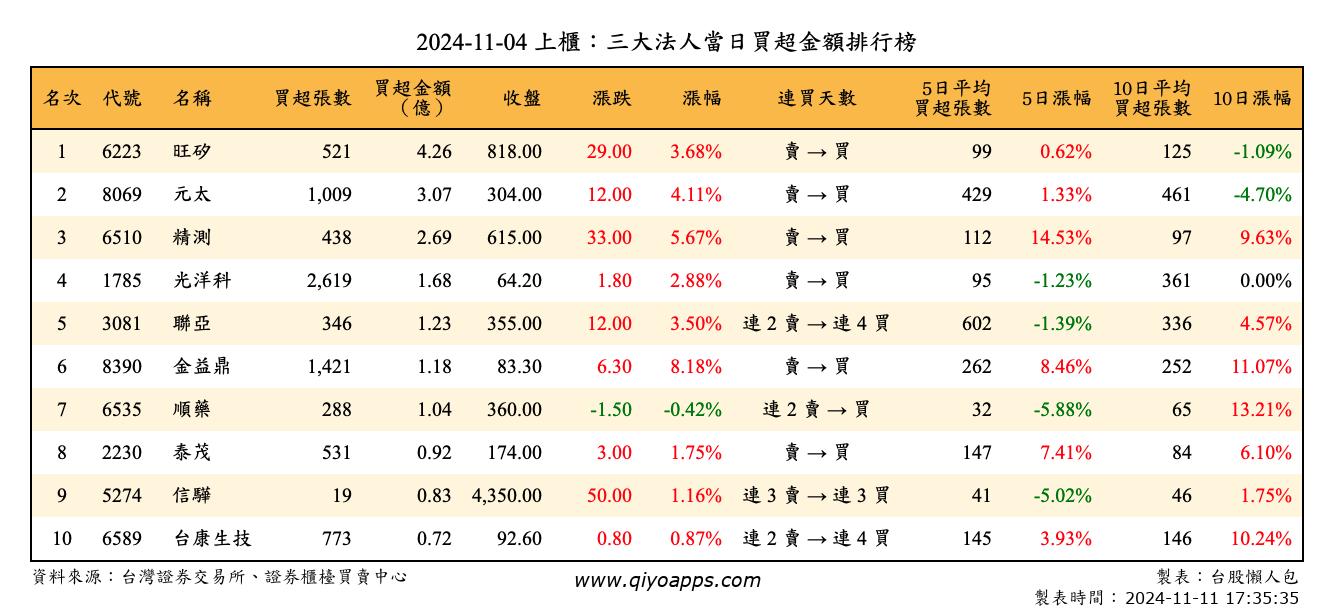 2024-11-04 上櫃：三大法人當日買超金額排行榜
名次 代號 名稱 買超張數 買超金額（億） 收盤 漲跌 漲幅 連買天數 5日平均買超張數 5日漲幅 10日平均買超張數 10日漲幅
1 6223 旺矽 521 4.26 818.00 29.00 3.68% 賣 → 買 99 0.62% 125 -1.09%
2 8069 元太 1,009 3.07 304.00 12.00 4.11% 賣 → 買 429 1.33% 461 -4.70%
3 6510 精測 438 2.69 615.00 33.00 5.67% 賣 → 買 112 14.53% 97 9.63%
4 1785 光洋科 2,619 1.68 64.20 1.80 2.88% 賣 → 買 95 -1.23% 361 0.00%
5 3081 聯亞 346 1.23 355.00 12.00 3.50% 連 2 賣 → 連 4 買 602 -1.39% 336 4.57%
6 8390 金益鼎 1,421 1.18 83.30 6.30 8.18% 賣 → 買 262 8.46% 252 11.07%
7 6535 順藥 288 1.04 360.00 -1.50 -0.42% 連 2 賣 → 買 32 -5.88% 65 13.21%
8 2230 泰茂 531 0.92 174.00 3.00 1.75% 賣 → 買 147 7.41% 84 6.10%
9 5274 信驊 19 0.83 4,350.00 50.00 1.16% 連 3 賣 → 連 3 買 41 -5.02% 46 1.75%
10 6589 台康生技 773 0.72 92.60 0.80 0.87% 連 2 賣 → 連 4 買 145 3.93% 146 10.24%
資料來源：台灣證券交易所、證券櫃檯買賣中心 www.qiyoapps.com 製表：台股懶人包
製表時間：2024-11-11 17:35:35